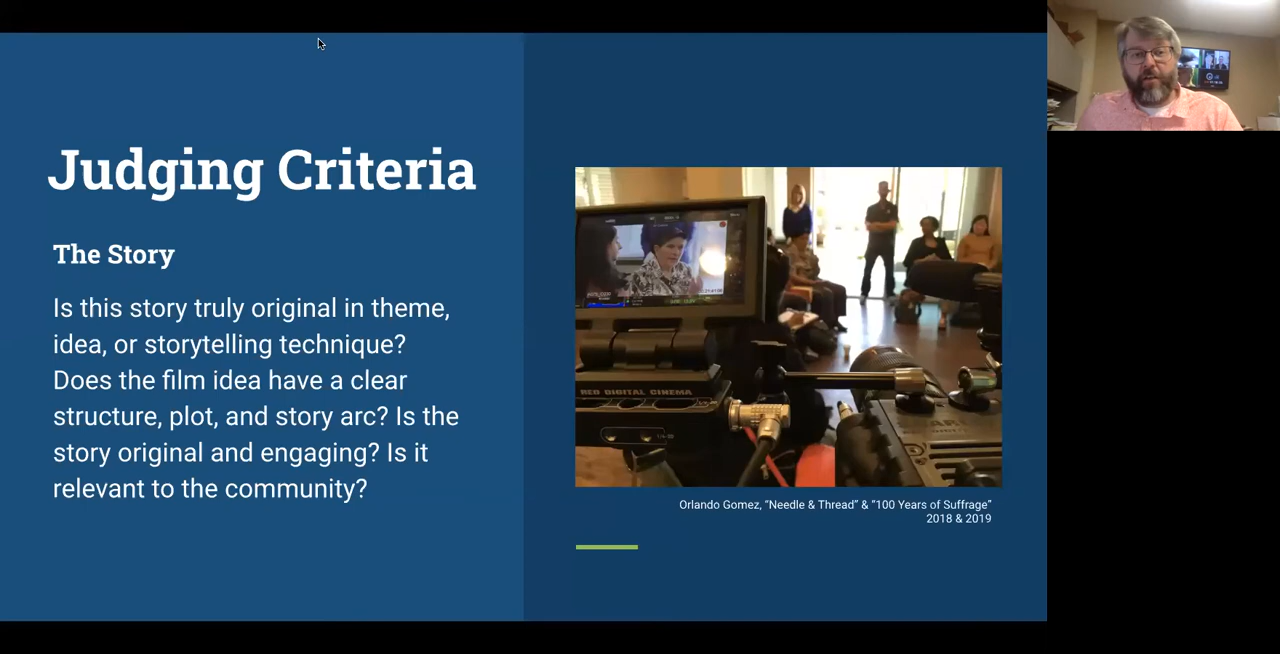 Judging Criteria
The Story
Is this story truly original in theme,
idea, or storytelling technique?
Does the film idea have a clear
structure, plot, and story arc? Is the
story original and engaging? Is it
relevant to the community?
RED DIGITAL CINEMA
Orlando Gomez, “Needle & Thread” & “100 Years of Suffrage”
2018 & 2019